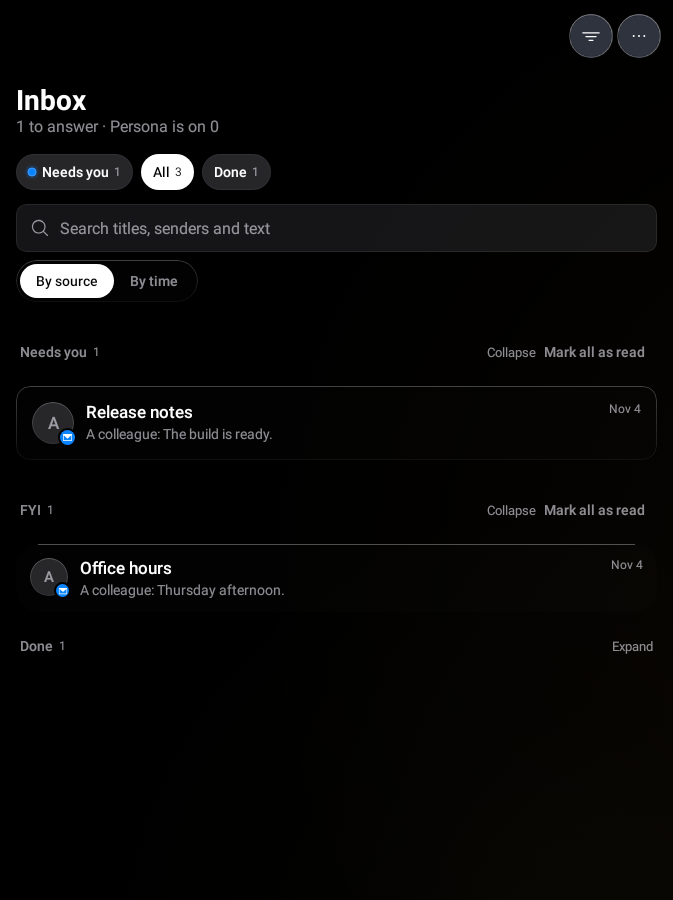 Inbox
1 to answer · Persona is on 0
Needs you 1
All 3
Done 1
Search titles, senders and text
By source
By time
Needs you 1
Collapse
Mark all as read
A
Release notes
Nov 4
A colleague: The build is ready.
FYI 1
Collapse
Mark all as read
A
Office hours
Nov 4
A colleague: Thursday afternoon.
Done 1
Expand